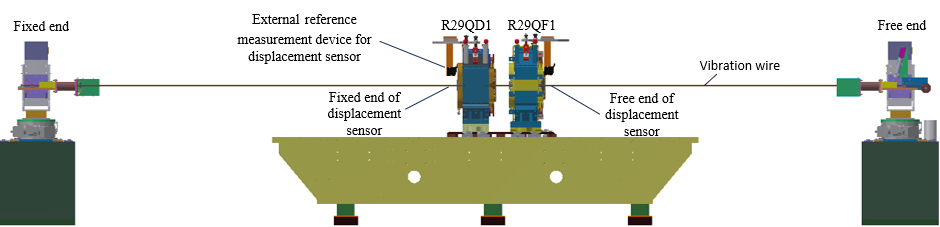 Fixed end
External reference
measurement device for
displacement sensor
R29QD1
R29QF1
Free end
Vibration wire
Fixed end of
displacement
sensor
Free end of
displacement
sensor